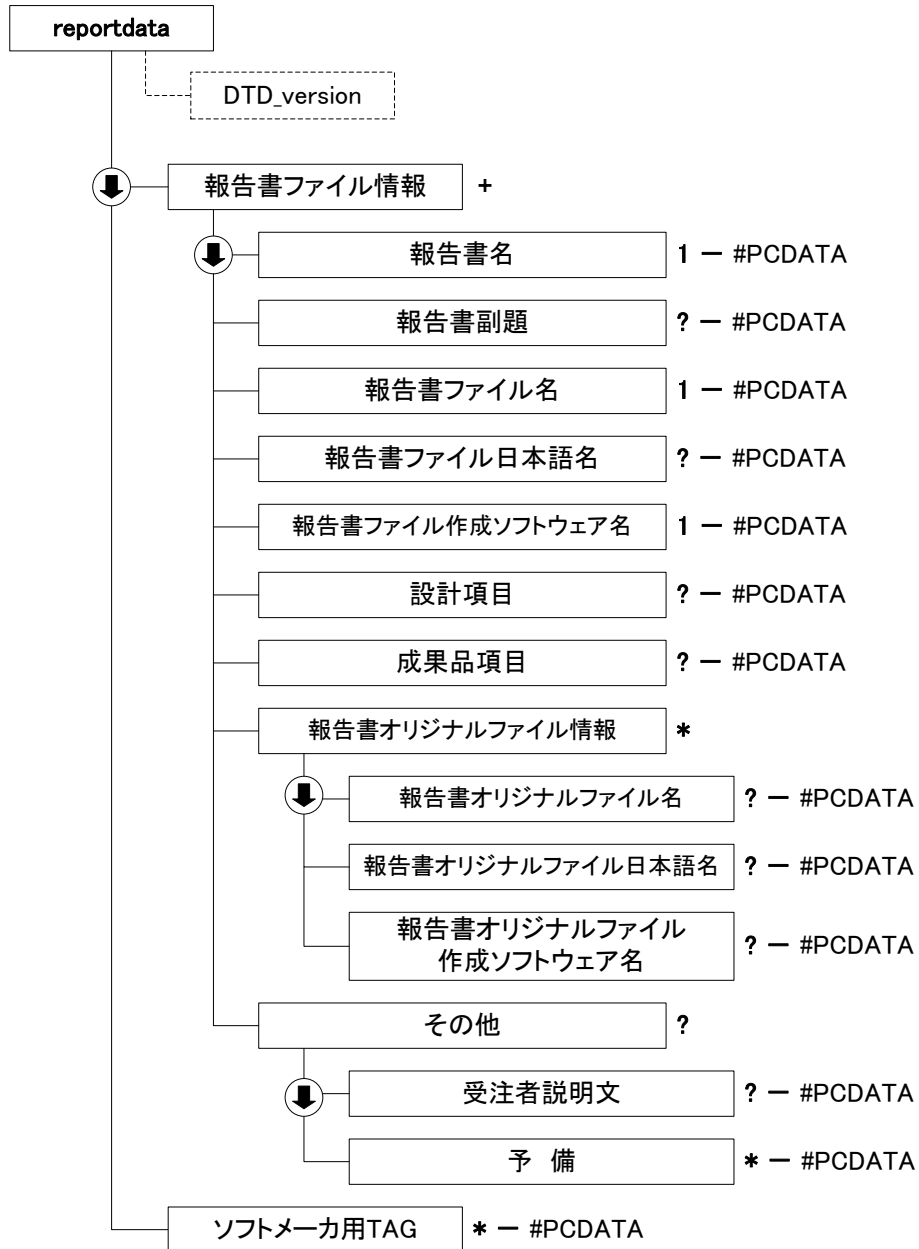 reportdata
DTD_version
報告書ファイル情報 +
報告書名 1 ー #PCDATA
報告書副題 ? ー #PCDATA
報告書ファイル名 1 ー #PCDATA
報告書ファイル日本語名 ? ー #PCDATA
報告書ファイル作成ソフトウェア名 1 ー #PCDATA
設計項目 ? ー #PCDATA
成果品項目 ? ー #PCDATA
報告書オリジナルファイル情報 *
報告書オリジナルファイル名 ? ー #PCDATA
報告書オリジナルファイル日本語名 ? ー #PCDATA
報告書オリジナルファイル
作成ソフトウェア名 ? ー #PCDATA
その他 ?
受注者説明文 ? ー #PCDATA
予 備 * ー #PCDATA
ソフトメーカ用TAG * ー #PCDATA